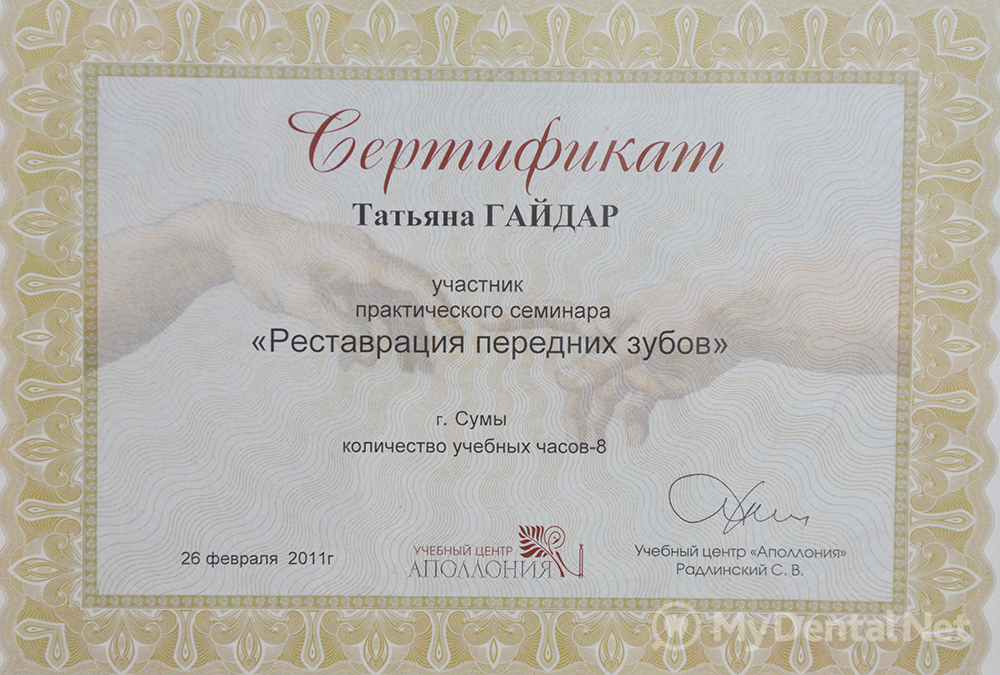 Сертификат
Татьяна ГАЙДАР
участник
практического семинара
«Реставрация передних зубов»
г. Сумы
количество учебных часов-8
26 февраля 2011г
УЧЕБНЫЙ ЦЕНТР
АПОЛЛОНИЯ
Учебный центр «Аполлония»
Радлинский С. В.
MyDentalNet